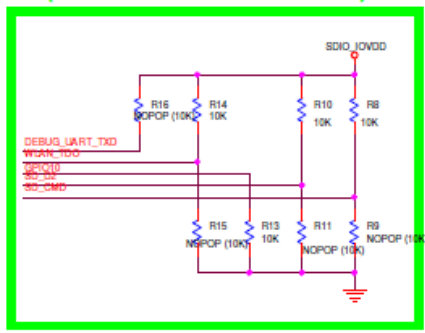 SDIO_IOVDD
R16
NOPOP (10K)
R14
10K
R10
10K
R8
10K
DEBUG_UART_TXD
WLAN_TDO
GPIO10
SD_D2
SD_CMD
R15
NOPOP (10K)
R13
10K
R11
NOPOP (10K)
R9
NOPOP (10K